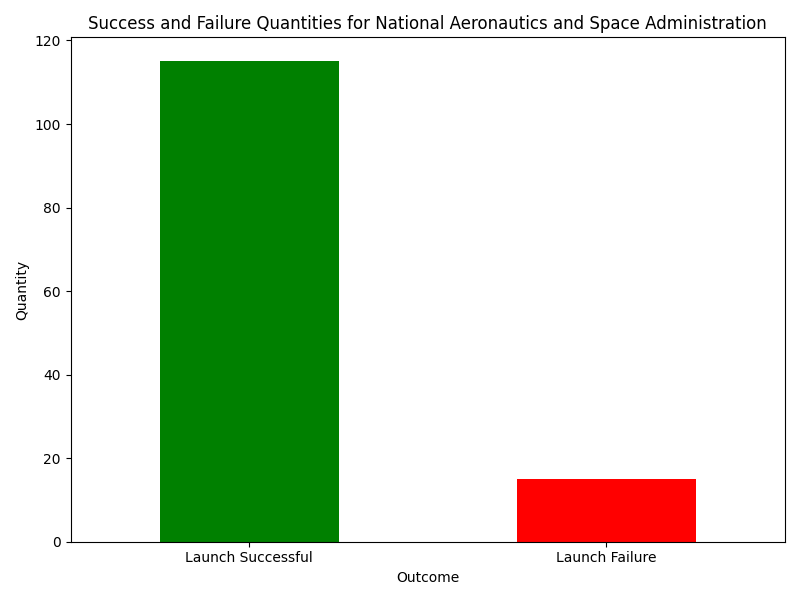 Success and Failure Quantities for National Aeronautics and Space Administration
120
100
80
60
40
20
0
Quantity
Launch Successful
Launch Failure
Outcome